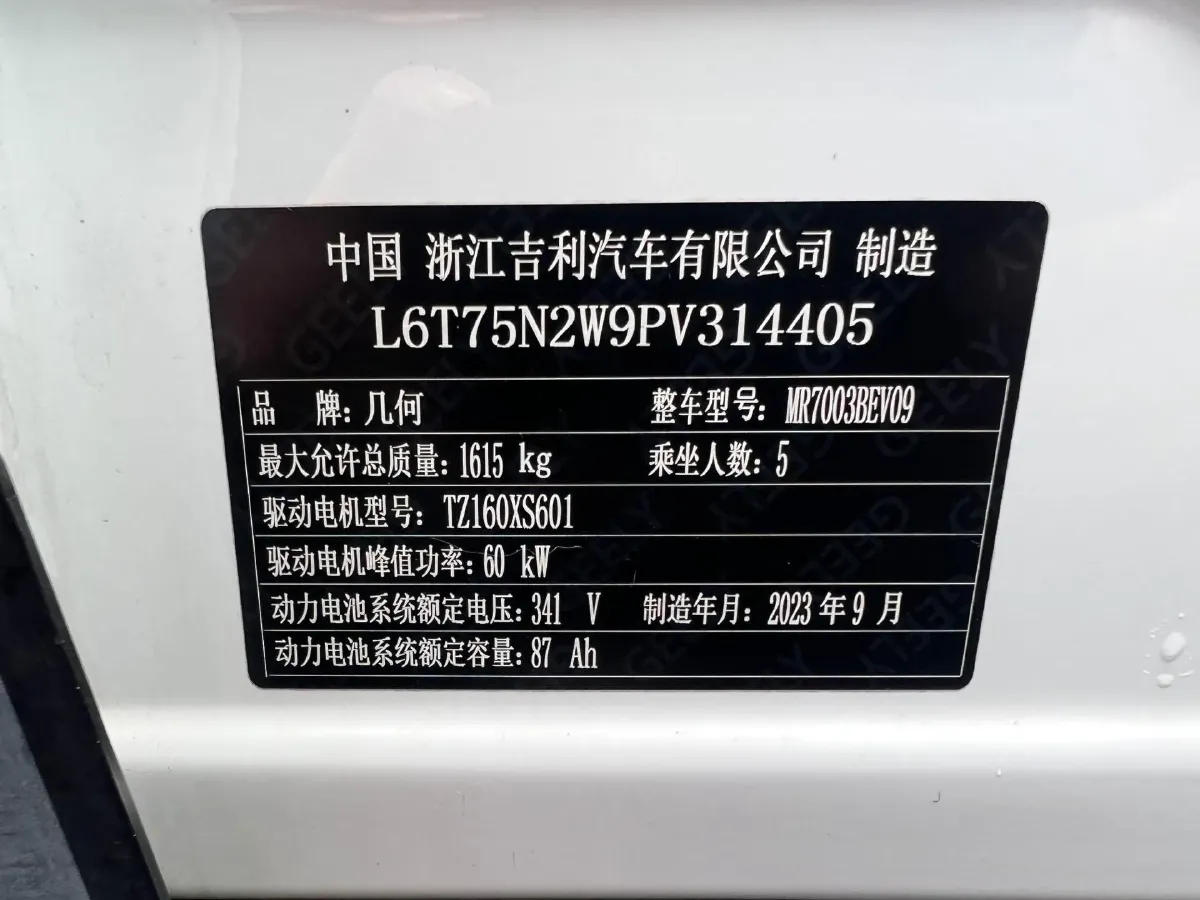 中国 浙江吉利汽车有限公司 制造
L6T75N2W9PV314405
品 牌: 几何 整车型号: MR7003BEV09
最大允许总质量: 1615 kg 乘坐人数: 5
驱动电机型号: TZ160XS601
驱动电机峰值功率: 60 kW
动力电池系统额定电压: 341 V 制造年月: 2023 年 9 月
动力电池系统额定容量: 87 Ah